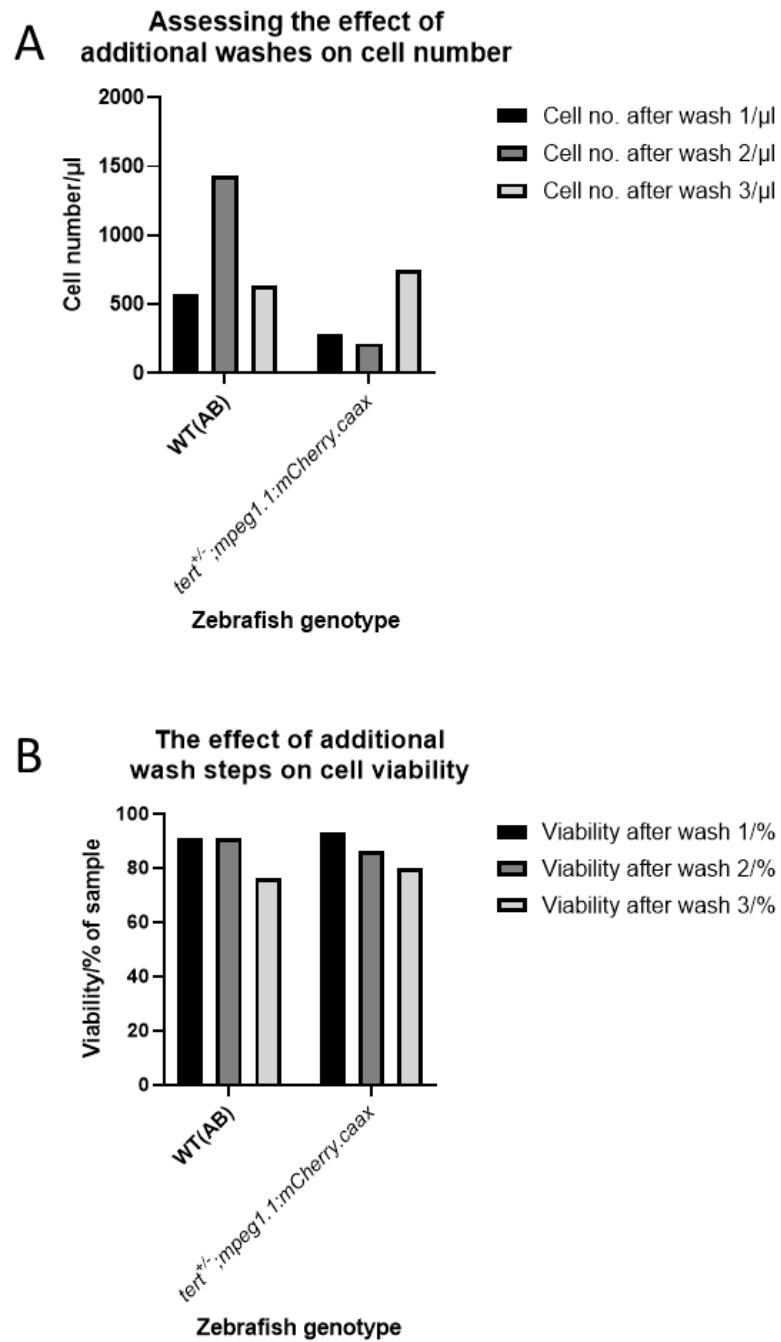 A
Assessing the effect of
additional washes on cell number
2000
1500
1000
500
0
Cell number/µl
Cell no. after wash 1/µl
Cell no. after wash 2/µl
Cell no. after wash 3/µl
WT(AB)
tert+/-;mpeg1.1:mCherry.caax
Zebrafish genotype
B
The effect of additional
wash steps on cell viability
100
80
60
40
20
0
Viability/% of sample
Viability after wash 1/%
Viability after wash 2/%
Viability after wash 3/%
WT(AB)
tert+/-;mpeg1.1:mCherry.caax
Zebrafish genotype